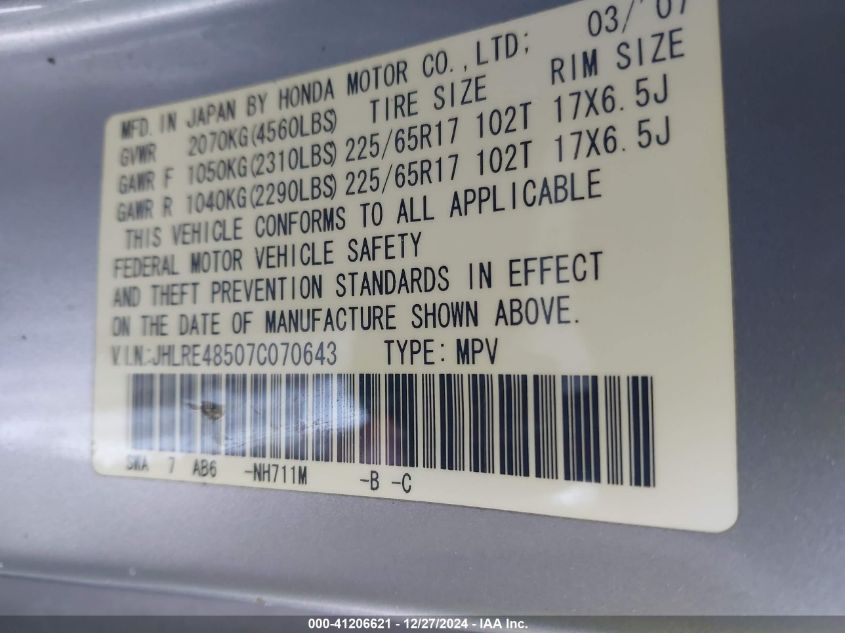 MFD. IN JAPAN BY HONDA MOTOR CO., LTD; 03/'07
GVWR 2070KG(4560LBS) TIRE SIZE RIM SIZE
GAWR F 1050KG(2310LBS) 225/65R17 102T 17X6.5J
GAWR R 1040KG(2290LBS) 225/65R17 102T 17X6.5J
THIS VEHICLE CONFORMS TO ALL APPLICABLE
FEDERAL MOTOR VEHICLE SAFETY
AND THEFT PREVENTION STANDARDS IN EFFECT
ON THE DATE OF MANUFACTURE SHOWN ABOVE.
V.I.N.:JHLRE48507C070643 TYPE: MPV
SWA 7 AB6 -NH711M -B -C
000-41206621 - 12/27/2024 - IAA Inc.